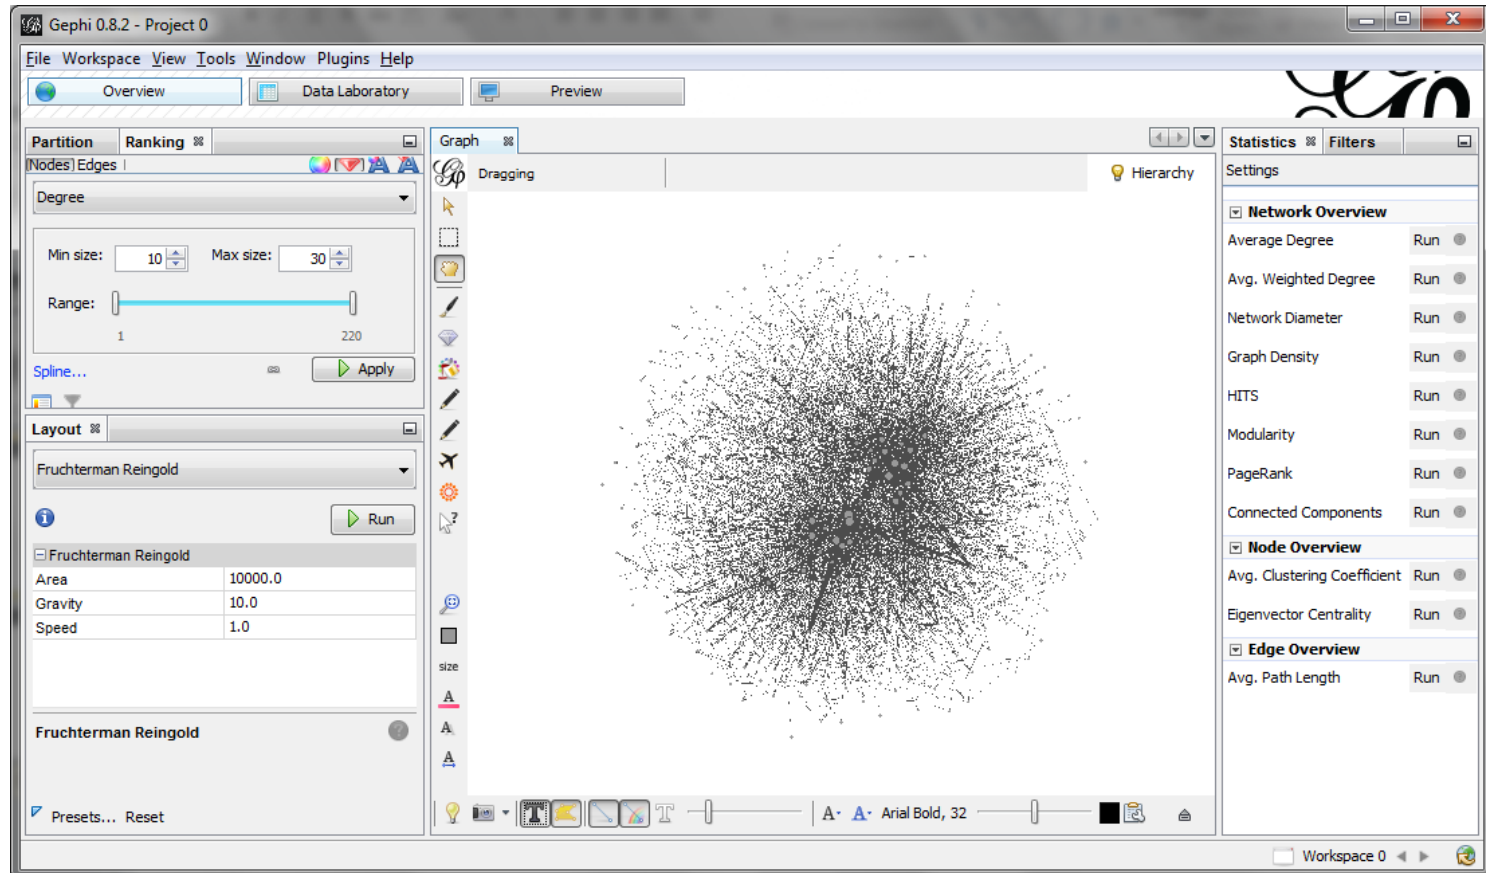 Gephi 0.8.2 - Project 0
File Workspace View Tools Window Plugins Help
Overview
Data Laboratory
Preview
Partition
Ranking
Nodes Edges
Degree
Min size: 10 Max size: 30
Range:
1 220
Spline...
Apply
Layout
Fruchterman Reingold
Run
Fruchterman Reingold
Area 10000.0
Gravity 10.0
Speed 1.0
Fruchterman Reingold
Presets... Reset
Graph
Dragging
Hierarchy
size
A
A
A
T T
A A Arial Bold, 32
Statistics Filters
Settings
Network Overview
Average Degree Run
Avg. Weighted Degree Run
Network Diameter Run
Graph Density Run
HITS Run
Modularity Run
PageRank Run
Connected Components Run
Node Overview
Avg. Clustering Coefficient Run
Eigenvector Centrality Run
Edge Overview
Avg. Path Length Run
Workspace 0